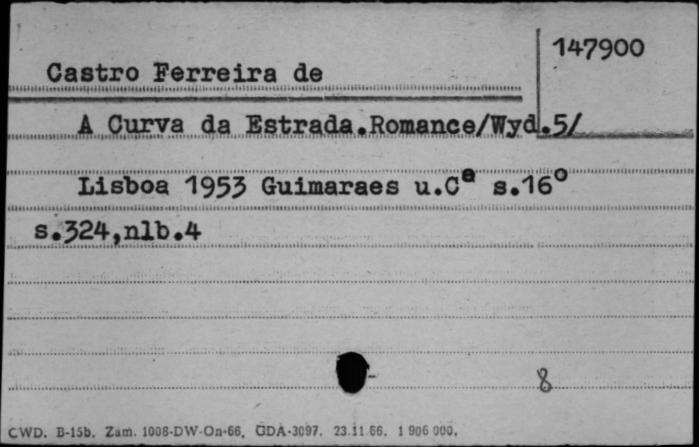 147900
Castro Ferreira de
A Curva da Estrada.Romance/Wyd.5/
Lisboa 1953 Guimaraes u.Cª s.16°
s.324,nlb.4
8
CWD. B-15b. Zam. 1008-DW-On-66, GDA-3097. 23.11.66. 1 906 000.